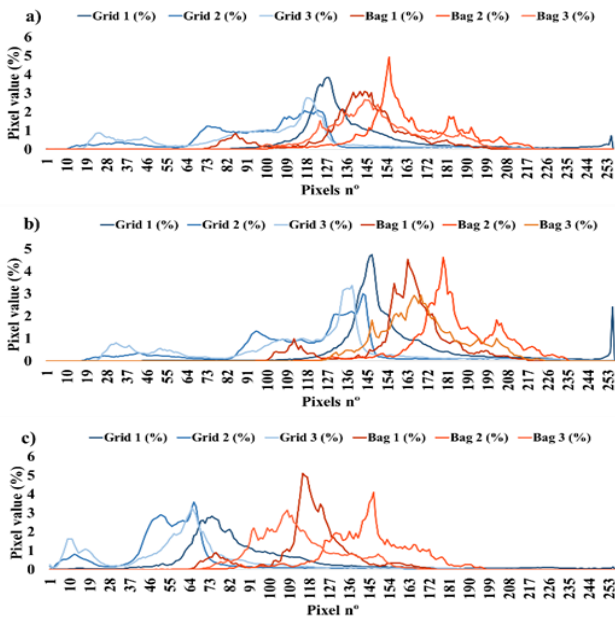 a) Grid 1 (%) Grid 2 (%) Grid 3 (%) Bag 1 (%) Bag 2 (%) Bag 3 (%)
Pixel value (%)
6
5
4
3
2
1
0
1 10 19 28 37 46 55 64 73 82 91 100 109 118 127 136 145 154 163 172 181 190 199 208 217 226 235 244 253
Pixels nº
b) Grid 1 (%) Grid 2 (%) Grid 3 (%) Bag 1 (%) Bag 2 (%) Bag 3 (%)
Pixel value (%)
5
4
3
2
1
0
1 10 19 28 37 46 55 64 73 82 91 100 109 118 127 136 145 154 163 172 181 190 199 208 217 226 235 244 253
Pixels nº
c) Grid 1 (%) Grid 2 (%) Grid 3 (%) Bag 1 (%) Bag 2 (%) Bag 3 (%)
Pixel value (%)
6
5
4
3
2
1
0
1 10 19 28 37 46 55 64 73 82 91 100 109 118 127 136 145 154 163 172 181 190 199 208 217 226 235 244 253
Pixel nº